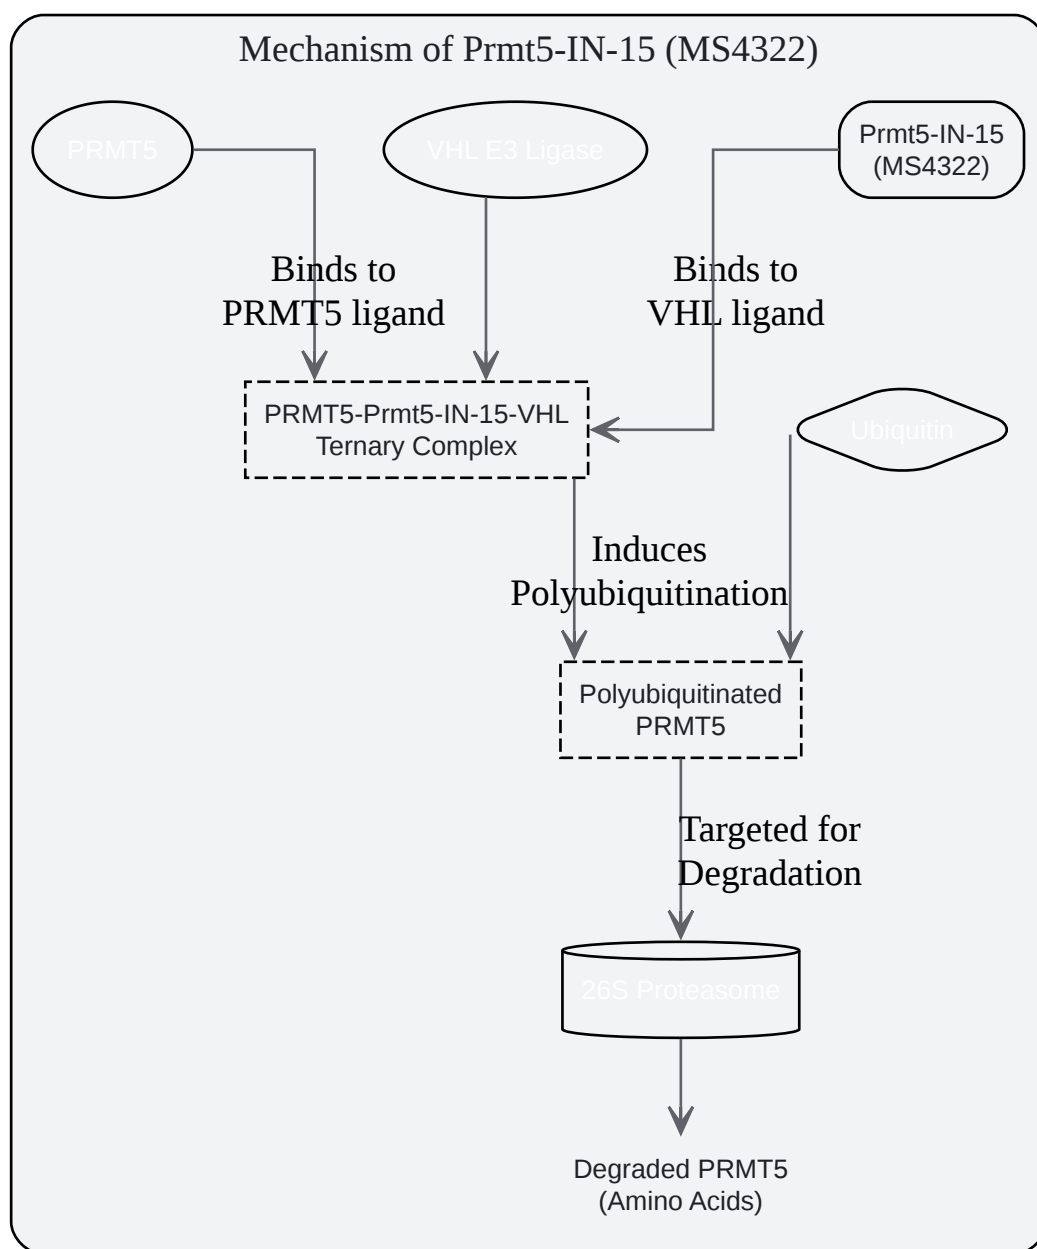 Mechanism of Prmt5-IN-15 (MS4322)
PRMT5
VHL E3 Ligase
Prmt5-IN-15
(MS4322)
Binds to
PRMT5 ligand
Binds to
VHL ligand
PRMT5-Prmt5-IN-15-VHL
Ternary Complex
Ubiquitin
Induces
Polyubiquitination
Polyubiquitinated
PRMT5
Targeted for
Degradation
26S Proteasome
Degraded PRMT5
(Amino Acids)